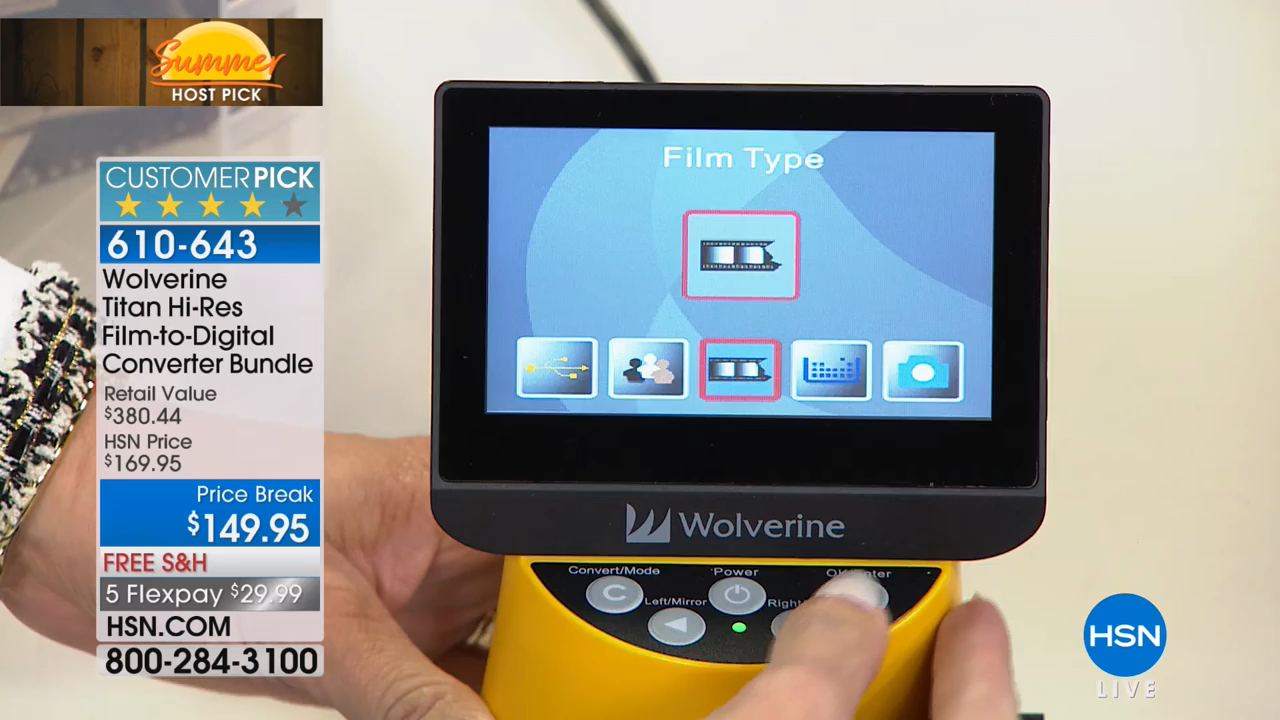 Summer
HOST PICK
CUSTOMER PICK
610-643
Wolverine
Titan Hi-Res
Film-to-Digital
Converter Bundle
Retail Value
$380.44
HSN Price
$169.95
Price Break
$149.95
FREE S&H
5 Flexpay $29.99
HSN.COM
800-284-3100
Film Type
Wolverine
Convert/Mode
Power
Left/Mirror
C
HSN
LIVE